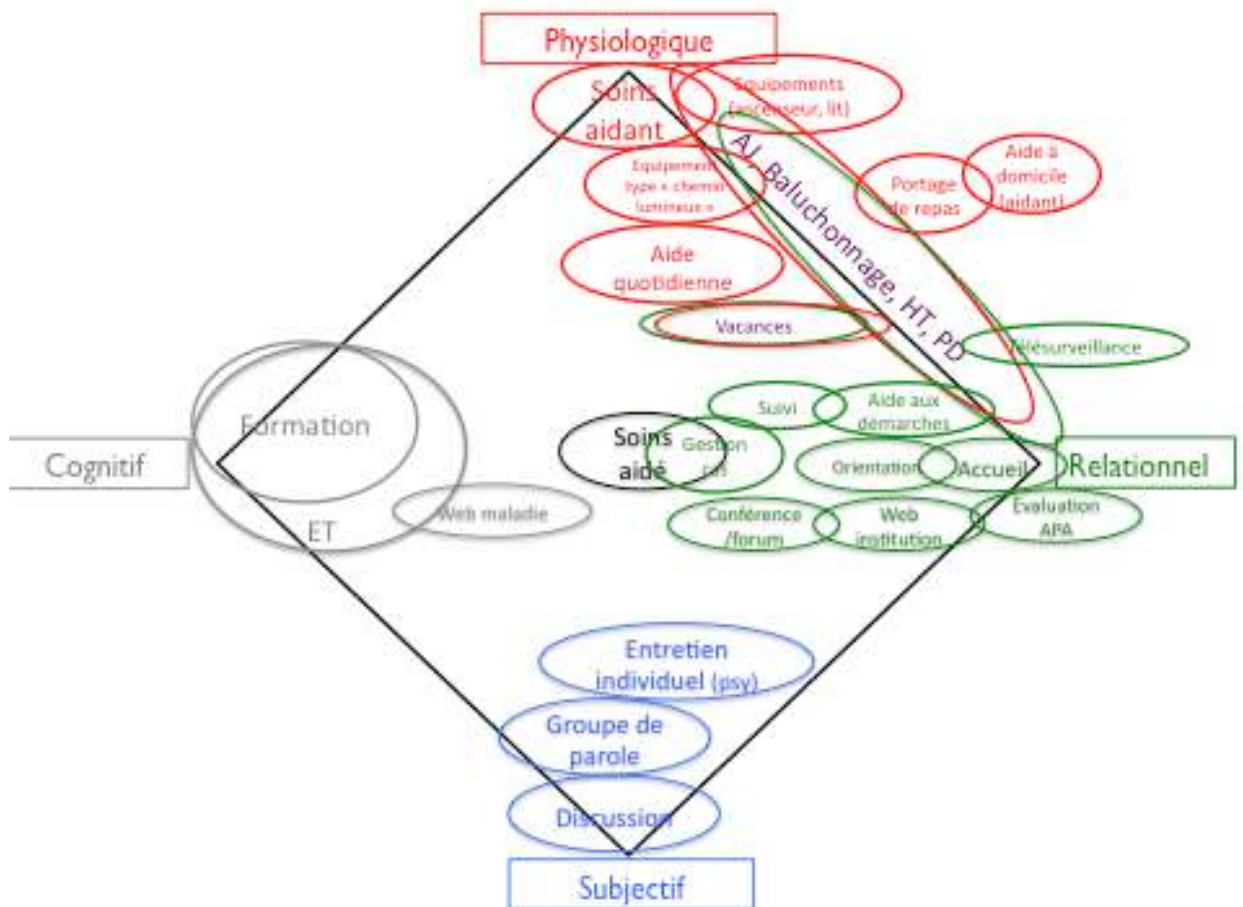 Physiologique
Soins
aidant
Equipements
(ascenseur, lit)
Equipement
type « chemin
lumineux »
Aide
quotidienne
Vacances
AJ, Baluchonnage, HT, PD
Portage
de repas
Aide à
domicile
(aidant)
Télésurveillance
Suivi
Aide aux
démarches
Formation
Cognitif
ET
Web maladie
Soins
aidé
Gestion
cas
Orientation
Accueil
Relationnel
Conférence
/forum
Web
institution
Evaluation
APA
Entretien
individuel (psy)
Groupe de
parole
Discussion
Subjectif